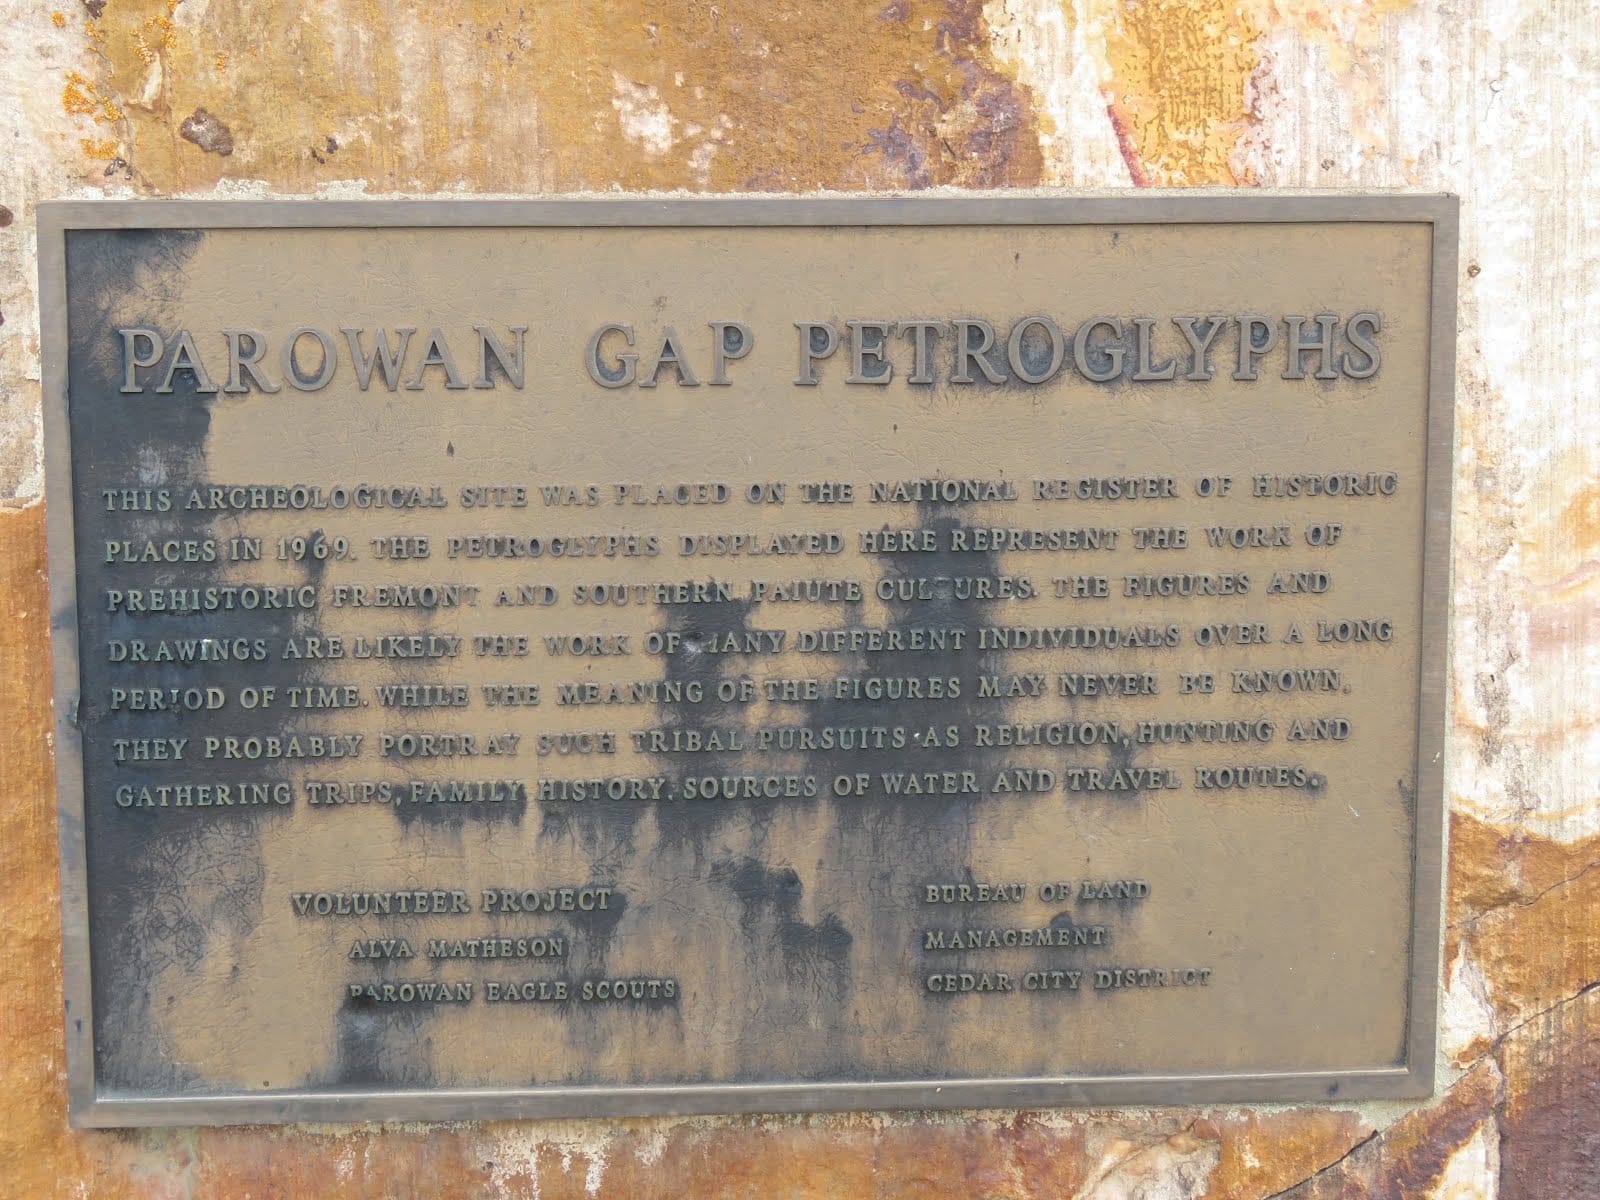 PAROWAN GAP PETROGLYPHS
THIS ARCHEOLOGICAL SITE WAS PLACED ON THE NATIONAL REGISTER OF HISTORIC
PLACES IN 1969. THE PETROGLYPHS DISPLAYED HERE REPRESENT THE WORK OF
PREHISTORIC FREMONT AND SOUTHERN PAIUTE CULTURES. THE FIGURES AND
DRAWINGS ARE LIKELY THE WORK OF MANY DIFFERENT INDIVIDUALS OVER A LONG
PERIOD OF TIME. WHILE THE MEANING OF THE FIGURES MAY NEVER BE KNOWN,
THEY PROBABLY PORTRAY SUCH TRIBAL PURSUITS AS RELIGION, HUNTING AND
GATHERING TRIPS, FAMILY HISTORY, SOURCES OF WATER AND TRAVEL ROUTES.
VOLUNTEER PROJECT
ALVA MATHESON
PAROWAN EAGLE SCOUTS
BUREAU OF LAND
MANAGEMENT
CEDAR CITY DISTRICT